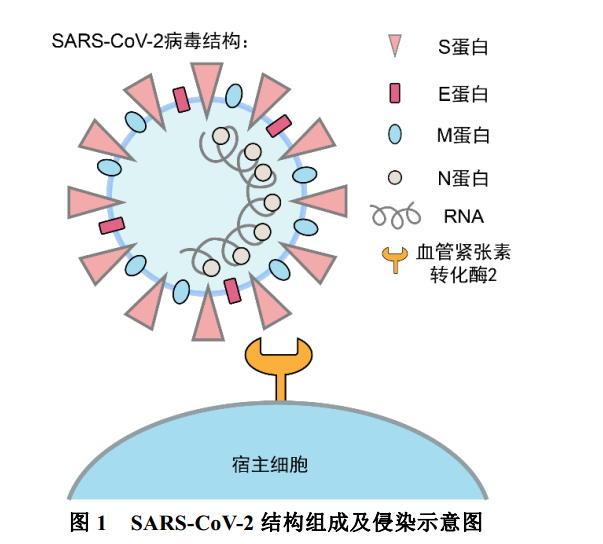 SARS-CoV-2病毒结构：
S蛋白
E蛋白
M蛋白
N蛋白
RNA
血管紧张素
转化酶2
宿主细胞
图 1 SARS-CoV-2 结构组成及侵染示意图